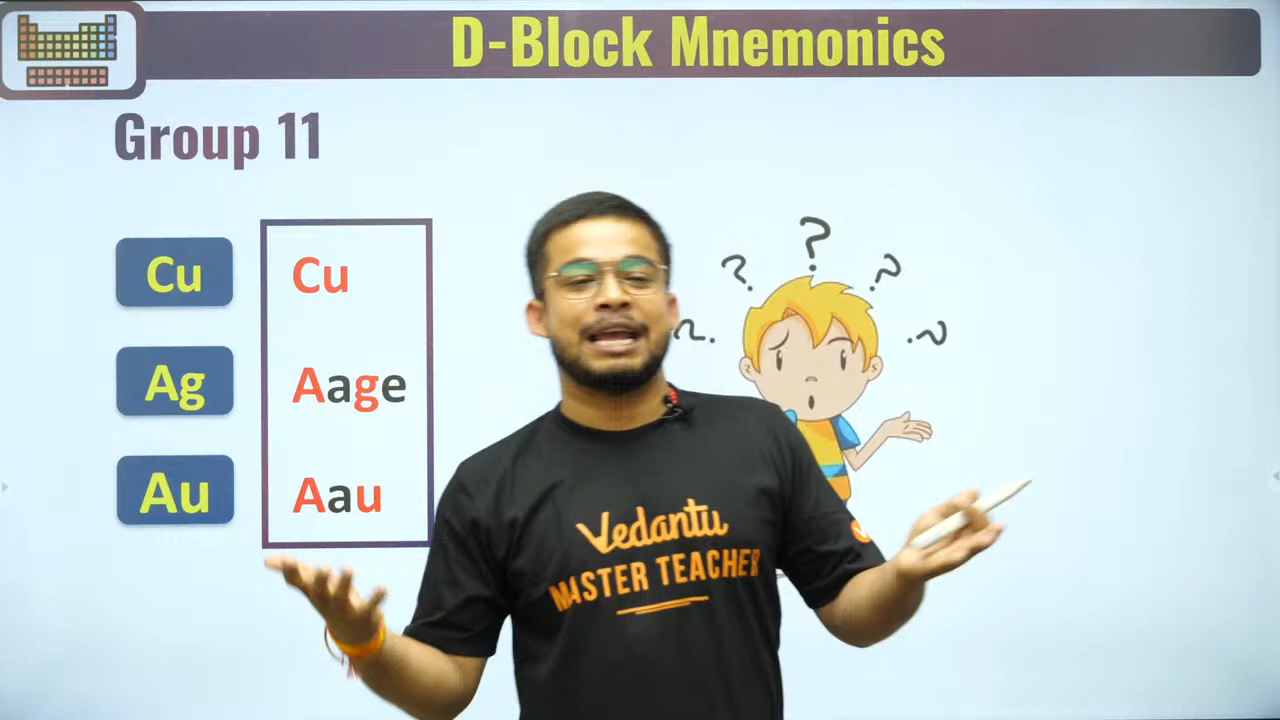 D-Block Mnemonics
Group 11
Cu Cu
Ag Aage
Au Aau
? ? ? ? ?
Vedantu
MASTER TEACHER